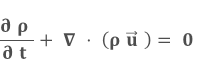 ∂ρ/∂t + ∇ · (ρ u⃗) = 0